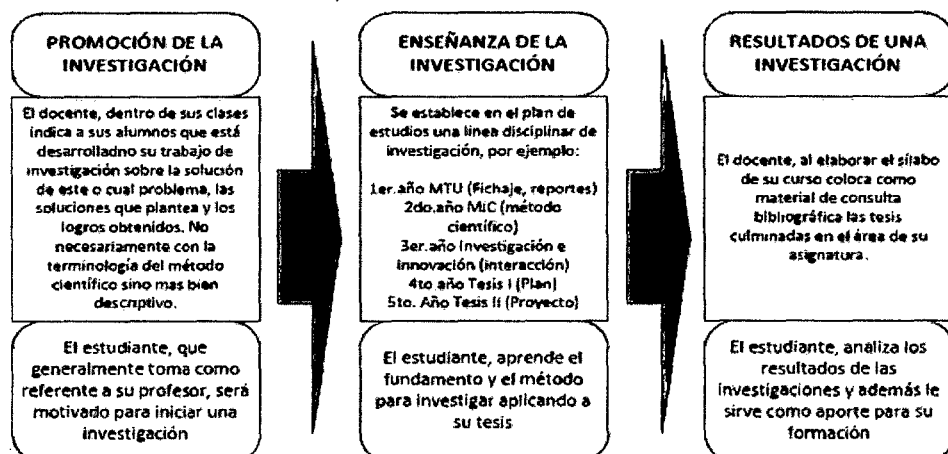 PROMOCIÓN DE LA
INVESTIGACIÓN
El docente, dentro de sus clases
indica a sus alumnos que está
desarrolladno su trabajo de
investigación sobre la solución
de este o cual problema, las
soluciones que plantea y los
logros obtenidos. No
necesariamente con la
terminología del método
científico sino mas bien
descriptivo.
El estudiante, que
generalmente toma como
referente a su profesor, será
motivado para iniciar una
investigación
ENSEÑANZA DE LA
INVESTIGACIÓN
Se establece en el plan de
estudios una línea disciplinar de
investigación, por ejemplo:
1er.año MTU (Fichaje, reportes)
2do.año MIC (método
científico)
3er.año Investigación e
innovación (interacción)
4to año Tesis I (Plan)
5to. Año Tesis II (Proyecto)
El estudiante, aprende el
fundamento y el método
para investigar aplicando a
su tesis
RESULTADOS DE UNA
INVESTIGACIÓN
El docente, al elaborar el sílabo
de su curso coloca como
material de consulta
bibliográfica las tesis
culminadas en el área de su
asignatura.
El estudiante, analiza los
resultados de las
investigaciones y además le
sirve como aporte para su
formación